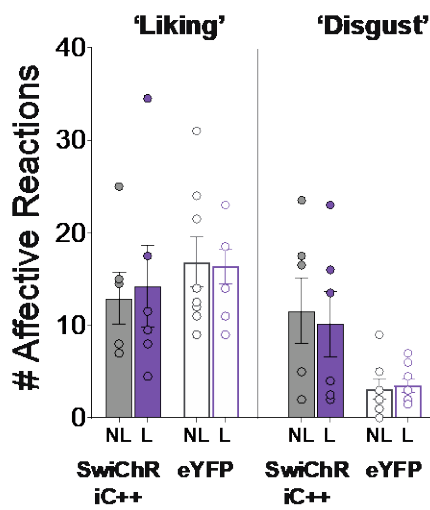 ‘Liking’ ‘Disgust’
# Affective Reactions
40
30
20
10
0
NL L NL L NL L NL L
SwiChR eYFP SwiChR eYFP
iC++ iC++